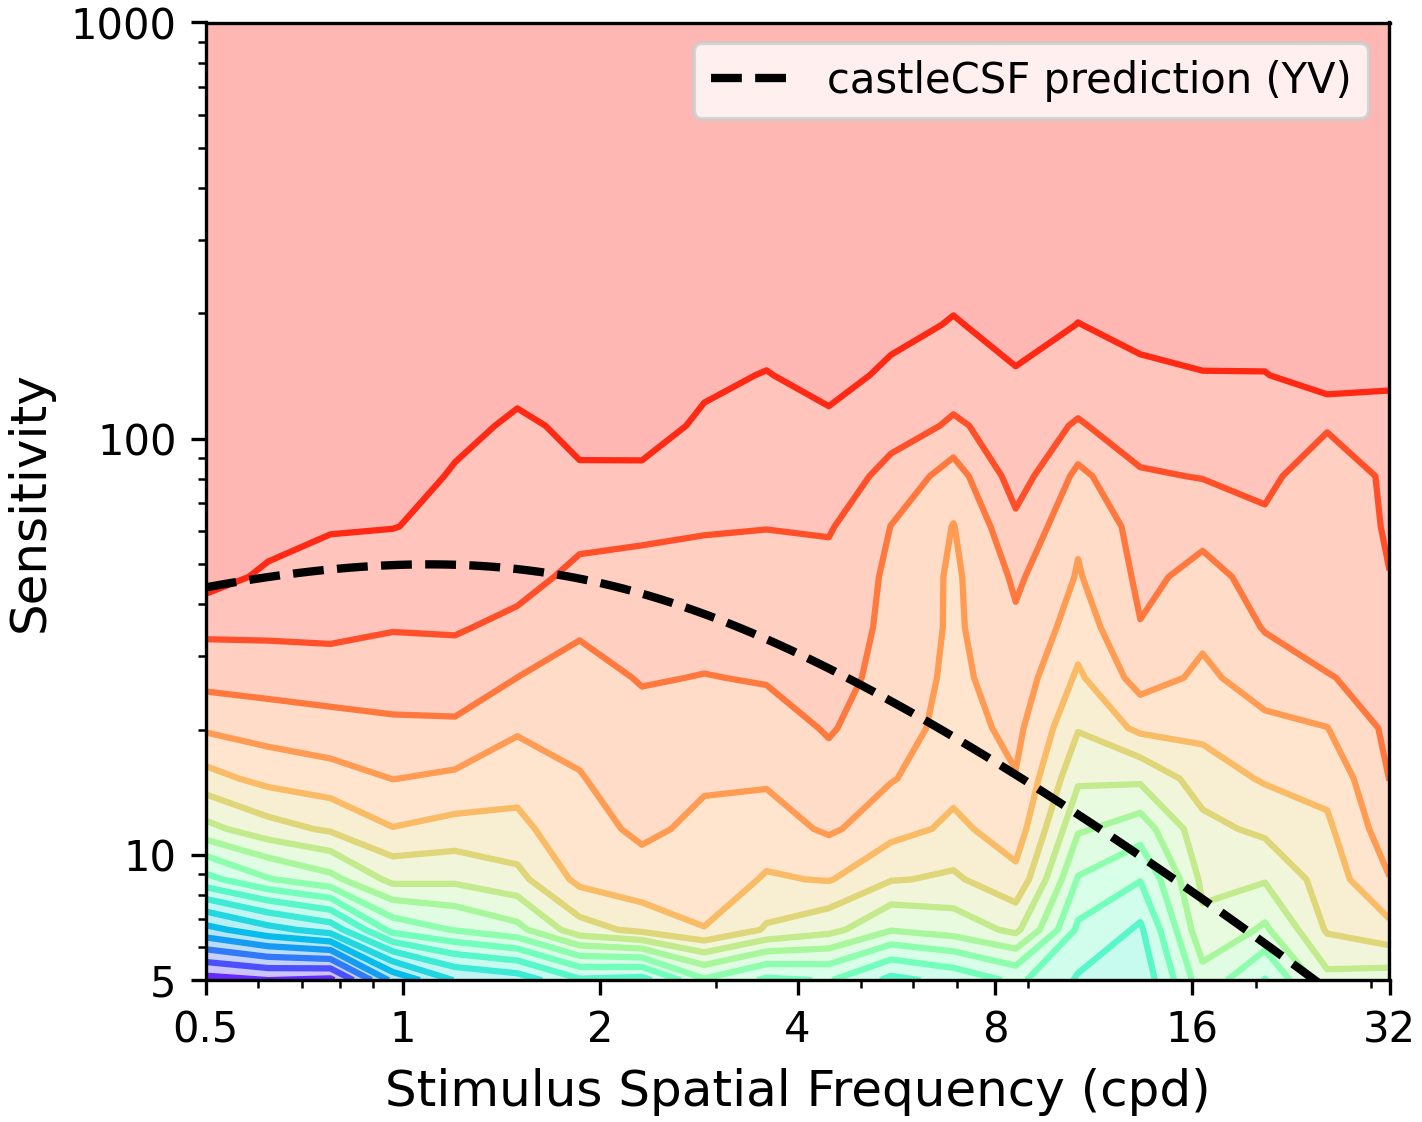 1000
100
10
5
Sensitivity
castleCSF prediction (YV)
0.5 1 2 4 8 16 32
Stimulus Spatial Frequency (cpd)